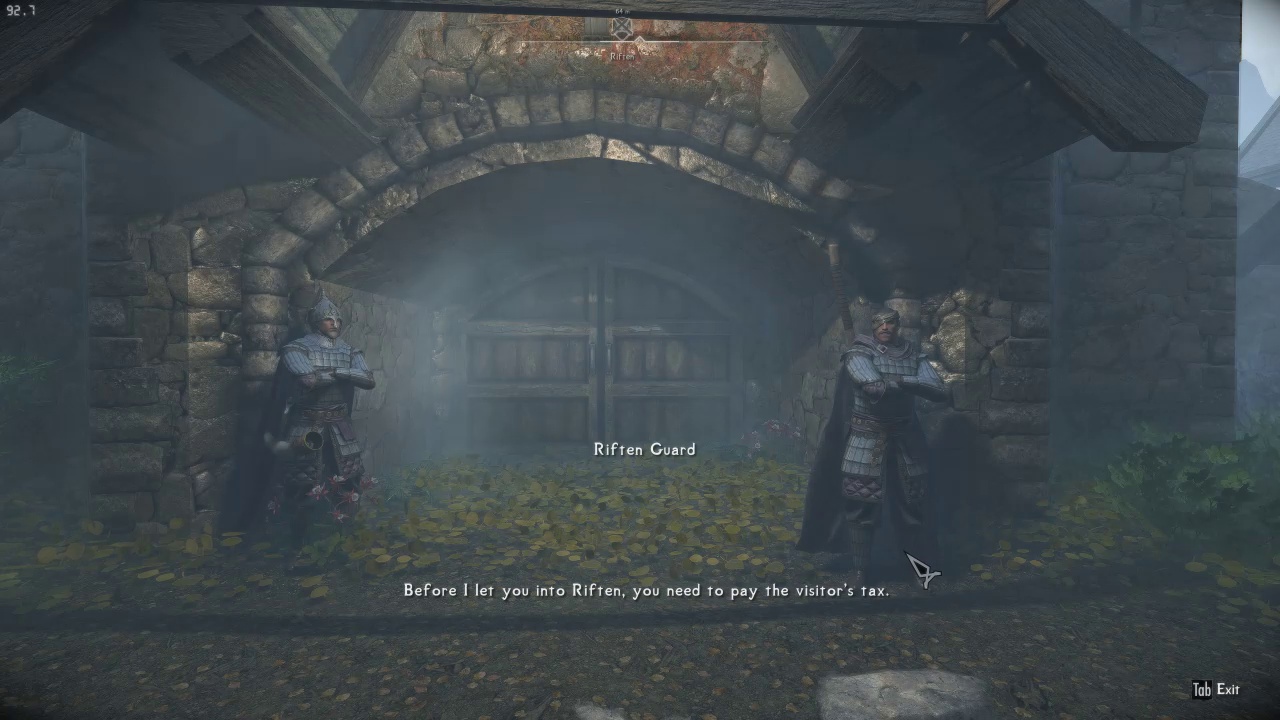 92.7
64 m
Riften
Riften Guard
Before I let you into Riften, you need to pay the visitor's tax.
Tab Exit